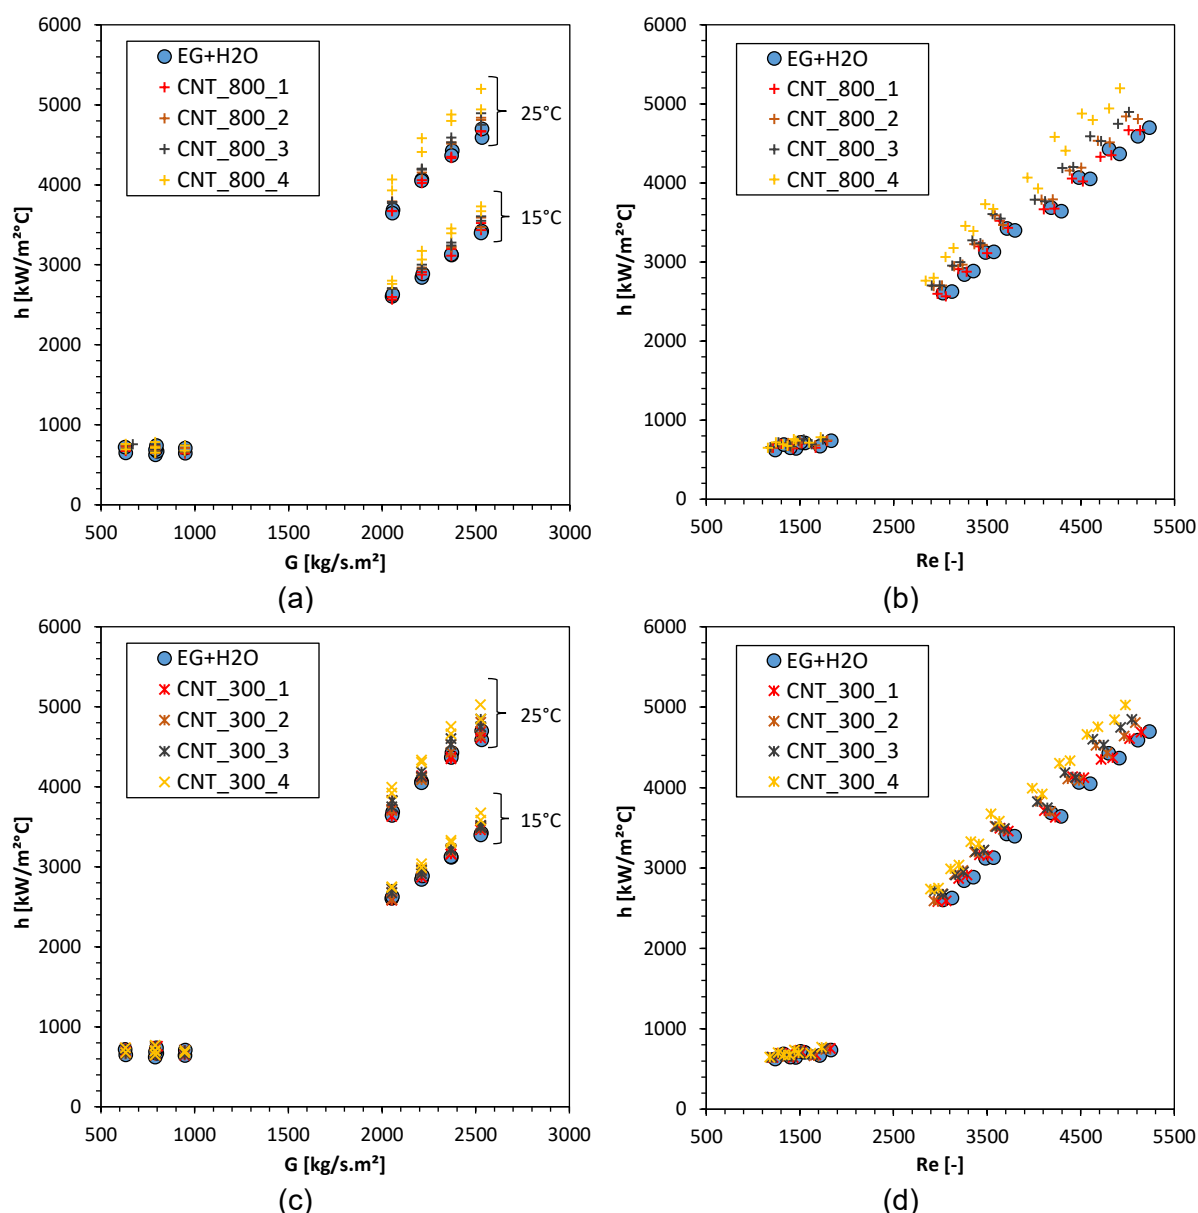 6000
5000
4000
3000
2000
1000
0
h [kW/m²°C]
EG+H2O
CNT_800_1
CNT_800_2
CNT_800_3
CNT_800_4
25°C
15°C
500 1000 1500 2000 2500 3000
G [kg/s.m²]
(a)
6000
5000
4000
3000
2000
1000
0
h [kW/m²°C]
EG+H2O
CNT_800_1
CNT_800_2
CNT_800_3
CNT_800_4
500 1500 2500 3500 4500 5500
Re [-]
(b)
6000
5000
4000
3000
2000
1000
0
h [kW/m²°C]
EG+H2O
CNT_300_1
CNT_300_2
CNT_300_3
CNT_300_4
25°C
15°C
500 1000 1500 2000 2500 3000
G [kg/s.m²]
(c)
6000
5000
4000
3000
2000
1000
0
h [kW/m²°C]
EG+H2O
CNT_300_1
CNT_300_2
CNT_300_3
CNT_300_4
500 1500 2500 3500 4500 5500
Re [-]
(d)